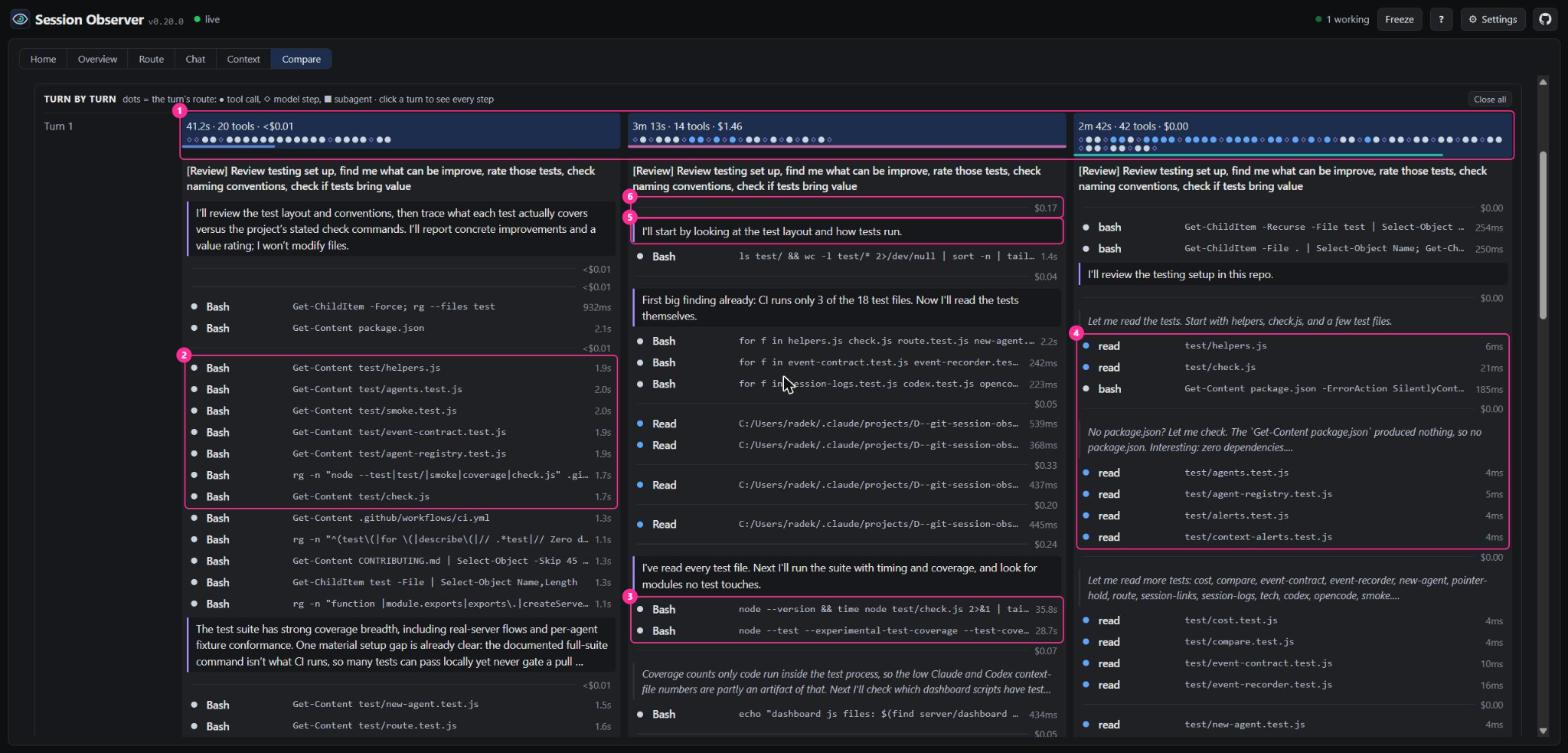 Session Observer v0.20.0 live
1 working Freeze ? Settings
Home Overview Route Chat Context Compare
TURN BY TURN dots = the turn's route: ● tool call, ◇ model step, ■ subagent · click a turn to see every step
Close all
Turn 1
1
41.2s · 20 tools · <$0.01
[Review] Review testing set up, find me what can be improve, rate those tests, check
naming conventions, check if tests bring value
I'll review the test layout and conventions, then trace what each test actually covers
versus the project's stated check commands. I'll report concrete improvements and a
value rating; I won't modify files.
<$0.01
<$0.01
Bash Get-ChildItem -Force; rg --files test 932ms
Bash Get-Content package.json 2.1s
<$0.01
2
Bash Get-Content test/helpers.js 1.9s
Bash Get-Content test/agents.test.js 2.0s
Bash Get-Content test/smoke.test.js 2.0s
Bash Get-Content test/event-contract.test.js 1.9s
Bash Get-Content test/agent-registry.test.js 1.9s
Bash rg -n "node --test|test/|smoke|coverage|check.js" .gi… 1.7s
Bash Get-Content test/check.js 1.7s
Bash Get-Content .github/workflows/ci.yml 1.3s
Bash rg -n "^(test\(|for \(|describe\(|// .*test|// Zero d… 1.1s
Bash Get-Content CONTRIBUTING.md | Select-Object -Skip 45 … 1.3s
Bash Get-ChildItem test -File | Select-Object Name,Length 1.3s
Bash rg -n "function |module.exports|exports\.|createServe… 1.1s
The test suite has strong coverage breadth, including real-server flows and per-agent
fixture conformance. One material setup gap is already clear: the documented full-suite
command isn't what CI runs, so many tests can pass locally yet never gate a pull ...
<$0.01
Bash Get-Content test/new-agent.test.js 1.5s
Bash Get-Content test/route.test.js 1.6s
3m 13s · 14 tools · $1.46
[Review] Review testing set up, find me what can be improve, rate those tests, check
naming conventions, check if tests bring value
6
$0.17
5
I'll start by looking at the test layout and how tests run.
Bash ls test/ && wc -l test/* 2>/dev/null | sort -n | tail… 1.4s
$0.04
First big finding already: CI runs only 3 of the 18 test files. Now I'll read the tests
themselves.
Bash for f in helpers.js check.js route.test.js new-agent.… 2.2s
Bash for f in event-contract.test.js event-recorder.tes… 242ms
Bash for f in session-logs.test.js codex.test.js openco… 223ms
$0.05
Read C:/Users/radek/.claude/projects/D--git-session-obs… 539ms
Read C:/Users/radek/.claude/projects/D--git-session-obs… 368ms
$0.33
Read C:/Users/radek/.claude/projects/D--git-session-obs… 437ms
$0.20
Read C:/Users/radek/.claude/projects/D--git-session-obs… 445ms
$0.24
I've read every test file. Next I'll run the suite with timing and coverage, and look for
modules no test touches.
3
Bash node --version && time node test/check.js 2>&1 | tai… 35.8s
Bash node --test --experimental-test-coverage --test-cove… 28.7s
$0.07
Coverage counts only code run inside the test process, so the low Claude and Codex context-
file numbers are partly an artifact of that. Next I'll check which dashboard scripts have test...
Bash echo "dashboard js files: $(find server/dashboard … 434ms
$0.05
2m 42s · 42 tools · $0.00
[Review] Review testing set up, find me what can be improve, rate those tests, check
naming conventions, check if tests bring value
$0.00
bash Get-ChildItem -Recurse -File test | Select-Object … 254ms
bash Get-ChildItem -File . | Select-Object Name; Get-Ch… 250ms
I'll review the testing setup in this repo.
$0.00
Let me read the tests. Start with helpers, check.js, and a few test files.
4
read test/helpers.js 6ms
read test/check.js 21ms
bash Get-Content package.json -ErrorAction SilentlyCont… 185ms
$0.00
No package.json? Let me check. The `Get-Content package.json` produced nothing, so no
package.json. Interesting: zero dependencies....
read test/agents.test.js 4ms
read test/agent-registry.test.js 5ms
read test/alerts.test.js 4ms
read test/context-alerts.test.js 4ms
$0.00
Let me read more tests: cost, compare, event-contract, event-recorder, new-agent, pointer-
hold, route, session-links, session-logs, tech, codex, opencode, smoke....
read test/cost.test.js 4ms
read test/compare.test.js 4ms
read test/event-contract.test.js 10ms
read test/event-recorder.test.js 16ms
$0.00
read test/new-agent.test.js 4ms